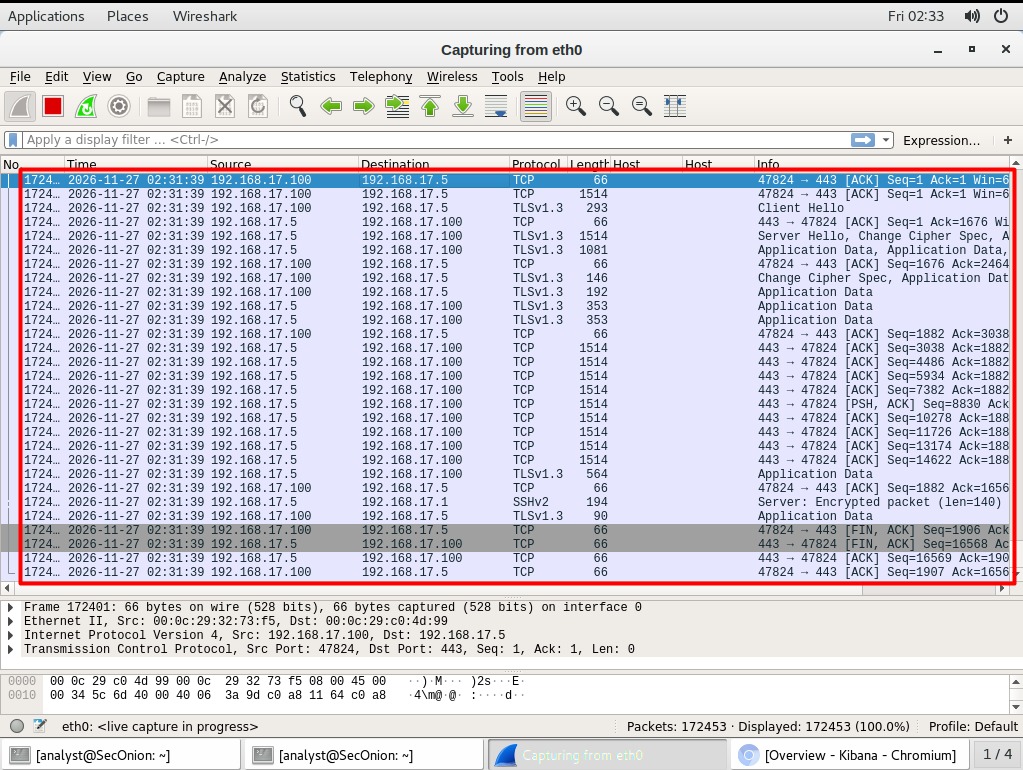 Applications Places Wireshark Fri 02:33
Capturing from eth0
File Edit View Go Capture Analyze Statistics Telephony Wireless Tools Help
Apply a display filter … <Ctrl-/> Expression… +
No. Time Source Destination Protocol Length Host Host Info
1724… 2026-11-27 02:31:39 192.168.17.100 192.168.17.5 TCP 66 47824 → 443 [ACK] Seq=1 Ack=1 Win=6
1724… 2026-11-27 02:31:39 192.168.17.100 192.168.17.5 TCP 1514 47824 → 443 [ACK] Seq=1 Ack=1 Win=6
1724… 2026-11-27 02:31:39 192.168.17.100 192.168.17.5 TLSv1.3 293 Client Hello
1724… 2026-11-27 02:31:39 192.168.17.5 192.168.17.100 TCP 66 443 → 47824 [ACK] Seq=1 Ack=1676 Wi
1724… 2026-11-27 02:31:39 192.168.17.5 192.168.17.100 TLSv1.3 1514 Server Hello, Change Cipher Spec, A
1724… 2026-11-27 02:31:39 192.168.17.5 192.168.17.100 TLSv1.3 1081 Application Data, Application Data,
1724… 2026-11-27 02:31:39 192.168.17.100 192.168.17.5 TCP 66 47824 → 443 [ACK] Seq=1676 Ack=2464
1724… 2026-11-27 02:31:39 192.168.17.100 192.168.17.5 TLSv1.3 146 Change Cipher Spec, Application Dat
1724… 2026-11-27 02:31:39 192.168.17.100 192.168.17.5 TLSv1.3 192 Application Data
1724… 2026-11-27 02:31:39 192.168.17.5 192.168.17.100 TLSv1.3 353 Application Data
1724… 2026-11-27 02:31:39 192.168.17.5 192.168.17.100 TLSv1.3 353 Application Data
1724… 2026-11-27 02:31:39 192.168.17.100 192.168.17.5 TCP 66 47824 → 443 [ACK] Seq=1882 Ack=3038
1724… 2026-11-27 02:31:39 192.168.17.5 192.168.17.100 TCP 1514 443 → 47824 [ACK] Seq=3038 Ack=1882
1724… 2026-11-27 02:31:39 192.168.17.5 192.168.17.100 TCP 1514 443 → 47824 [ACK] Seq=4486 Ack=1882
1724… 2026-11-27 02:31:39 192.168.17.5 192.168.17.100 TCP 1514 443 → 47824 [ACK] Seq=5934 Ack=1882
1724… 2026-11-27 02:31:39 192.168.17.5 192.168.17.100 TCP 1514 443 → 47824 [ACK] Seq=7382 Ack=1882
1724… 2026-11-27 02:31:39 192.168.17.5 192.168.17.100 TCP 1514 443 → 47824 [PSH, ACK] Seq=8830 Ack
1724… 2026-11-27 02:31:39 192.168.17.5 192.168.17.100 TCP 1514 443 → 47824 [ACK] Seq=10278 Ack=188
1724… 2026-11-27 02:31:39 192.168.17.5 192.168.17.100 TCP 1514 443 → 47824 [ACK] Seq=11726 Ack=188
1724… 2026-11-27 02:31:39 192.168.17.5 192.168.17.100 TCP 1514 443 → 47824 [ACK] Seq=13174 Ack=188
1724… 2026-11-27 02:31:39 192.168.17.5 192.168.17.100 TCP 1514 443 → 47824 [ACK] Seq=14622 Ack=188
1724… 2026-11-27 02:31:39 192.168.17.5 192.168.17.100 TLSv1.3 564 Application Data
1724… 2026-11-27 02:31:39 192.168.17.100 192.168.17.5 TCP 66 47824 → 443 [ACK] Seq=1882 Ack=1656
1724… 2026-11-27 02:31:39 192.168.17.5 192.168.17.1 SSHv2 194 Server: Encrypted packet (len=140)
1724… 2026-11-27 02:31:39 192.168.17.100 192.168.17.5 TLSv1.3 90 Application Data
1724… 2026-11-27 02:31:39 192.168.17.100 192.168.17.5 TCP 66 47824 → 443 [FIN, ACK] Seq=1906 Ack
1724… 2026-11-27 02:31:39 192.168.17.5 192.168.17.100 TCP 66 443 → 47824 [FIN, ACK] Seq=16568 Ac
1724… 2026-11-27 02:31:39 192.168.17.5 192.168.17.100 TCP 66 443 → 47824 [ACK] Seq=16569 Ack=190
1724… 2026-11-27 02:31:39 192.168.17.100 192.168.17.5 TCP 66 47824 → 443 [ACK] Seq=1907 Ack=1656
Frame 172401: 66 bytes on wire (528 bits), 66 bytes captured (528 bits) on interface 0
Ethernet II, Src: 00:0c:29:32:73:f5, Dst: 00:0c:29:c0:4d:99
Internet Protocol Version 4, Src: 192.168.17.100, Dst: 192.168.17.5
Transmission Control Protocol, Src Port: 47824, Dst Port: 443, Seq: 1, Ack: 1, Len: 0
0000 00 0c 29 c0 4d 99 00 0c 29 32 73 f5 08 00 45 00 ··)·M··· )2s···E·
0010 00 34 5c 6d 40 00 40 06 3a 9d c0 a8 11 64 c0 a8 ·4\m@·@· :····d··
eth0: <live capture in progress> Packets: 172453 · Displayed: 172453 (100.0%) Profile: Default
[analyst@SecOnion: ~] [analyst@SecOnion: ~] Capturing from eth0 [Overview - Kibana - Chromium] 1 / 4